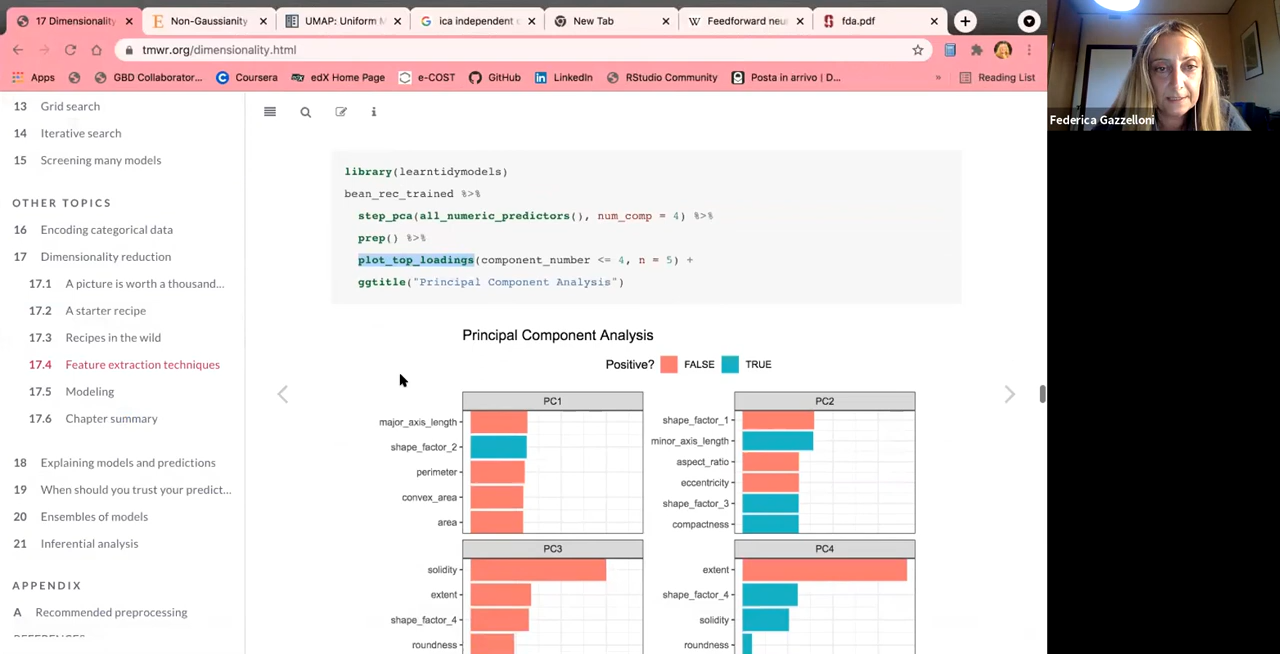 17 Dimensionality
Non-Gaussianity
UMAP: Uniform M
ica independent c
New Tab
Feedforward neu
fda.pdf
tmwr.org/dimensionality.html
Apps
GBD Collaborator...
Coursera
edX Home Page
e-COST
GitHub
LinkedIn
RStudio Community
Posta in arrivo | D...
»
Reading List
Federica Gazzelloni
13 Grid search
14 Iterative search
15 Screening many models
OTHER TOPICS
16 Encoding categorical data
17 Dimensionality reduction
17.1 A picture is worth a thousand...
17.2 A starter recipe
17.3 Recipes in the wild
17.4 Feature extraction techniques
17.5 Modeling
17.6 Chapter summary
18 Explaining models and predictions
19 When should you trust your predict...
20 Ensembles of models
21 Inferential analysis
APPENDIX
A Recommended preprocessing
library(learntidymodels)
bean_rec_trained %>%
step_pca(all_numeric_predictors(), num_comp = 4) %>%
prep() %>%
plot_top_loadings(component_number <= 4, n = 5) +
ggtitle("Principal Component Analysis")
Principal Component Analysis
Positive? FALSE TRUE
PC1
major_axis_length
shape_factor_2
perimeter
convex_area
area
PC2
shape_factor_1
minor_axis_length
aspect_ratio
eccentricity
shape_factor_3
compactness
PC3
solidity
extent
shape_factor_4
roundness
PC4
extent
shape_factor_4
solidity
roundness